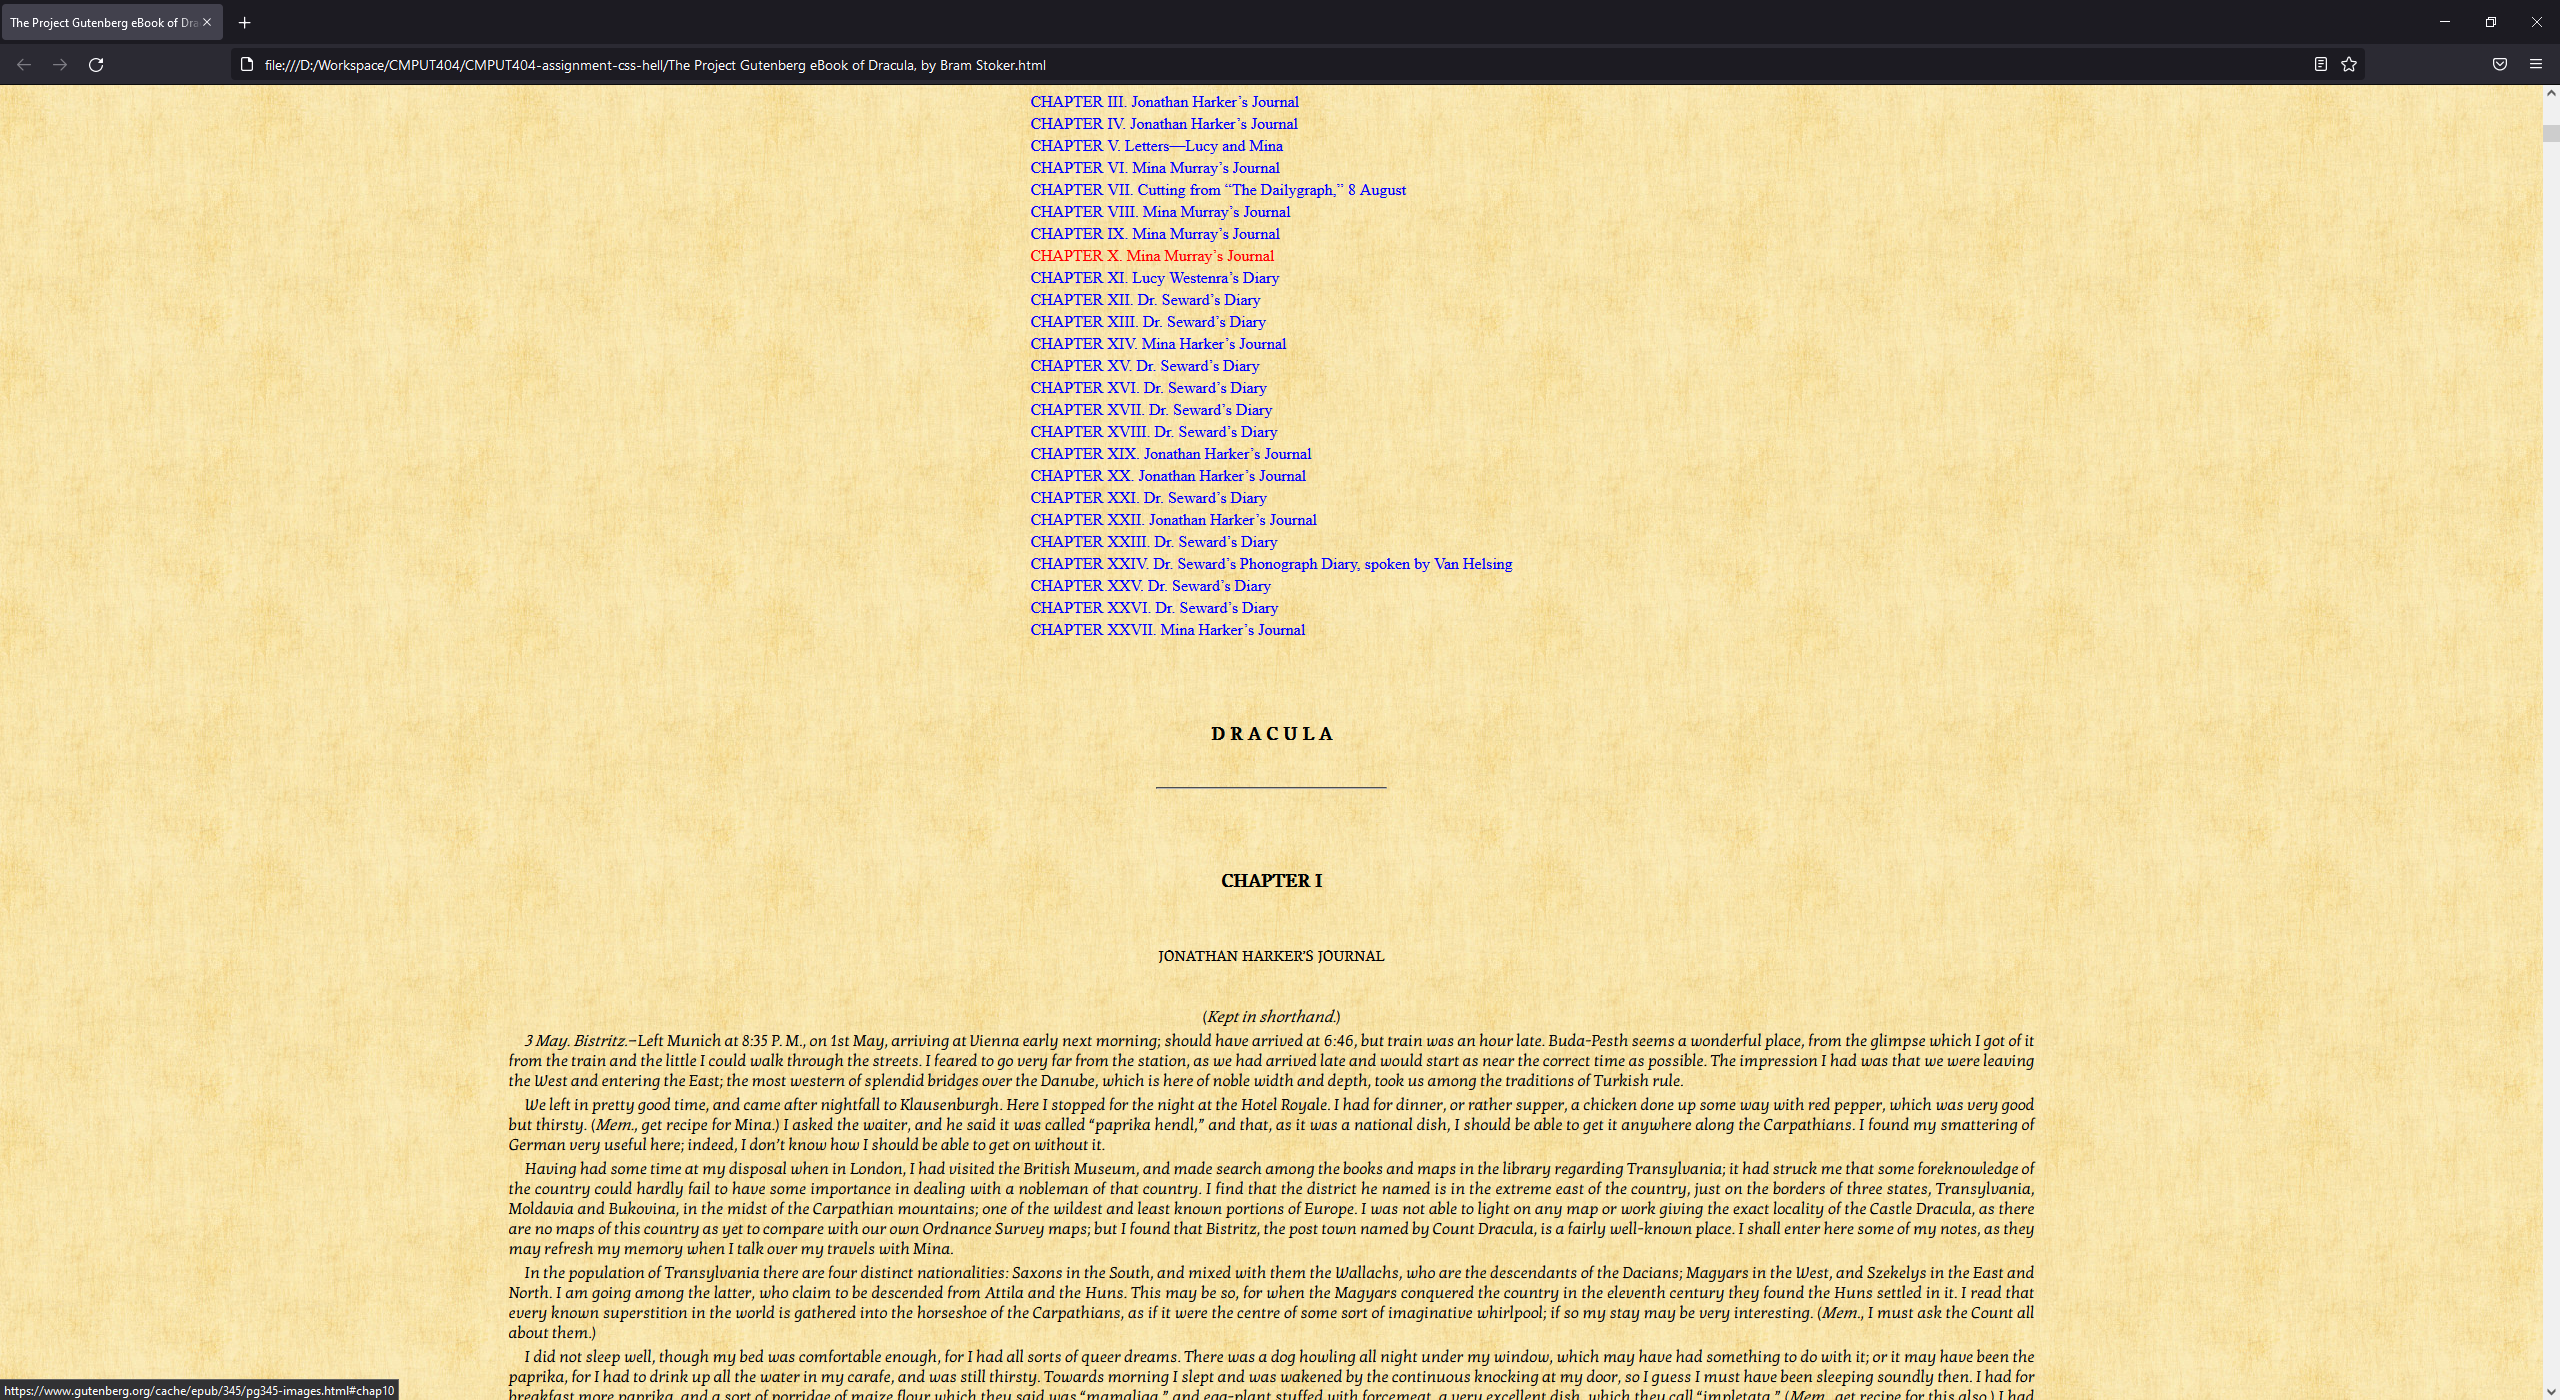 The Project Gutenberg eBook of Dra
file:///D:/Workspace/CMPUT404/CMPUT404-assignment-css-hell/The Project Gutenberg eBook of Dracula, by Bram Stoker.html
CHAPTER III. Jonathan Harker’s Journal
CHAPTER IV. Jonathan Harker’s Journal
CHAPTER V. Letters—Lucy and Mina
CHAPTER VI. Mina Murray’s Journal
CHAPTER VII. Cutting from “The Dailygraph,” 8 August
CHAPTER VIII. Mina Murray’s Journal
CHAPTER IX. Mina Murray’s Journal
CHAPTER X. Mina Murray’s Journal
CHAPTER XI. Lucy Westenra’s Diary
CHAPTER XII. Dr. Seward’s Diary
CHAPTER XIII. Dr. Seward’s Diary
CHAPTER XIV. Mina Harker’s Journal
CHAPTER XV. Dr. Seward’s Diary
CHAPTER XVI. Dr. Seward’s Diary
CHAPTER XVII. Dr. Seward’s Diary
CHAPTER XVIII. Dr. Seward’s Diary
CHAPTER XIX. Jonathan Harker’s Journal
CHAPTER XX. Jonathan Harker’s Journal
CHAPTER XXI. Dr. Seward’s Diary
CHAPTER XXII. Jonathan Harker’s Journal
CHAPTER XXIII. Dr. Seward’s Diary
CHAPTER XXIV. Dr. Seward’s Phonograph Diary, spoken by Van Helsing
CHAPTER XXV. Dr. Seward’s Diary
CHAPTER XXVI. Dr. Seward’s Diary
CHAPTER XXVII. Mina Harker’s Journal
D R A C U L A
CHAPTER I
JONATHAN HARKER’S JOURNAL
(Kept in shorthand.)
3 May. Bistritz.—Left Munich at 8:35 P. M., on 1st May, arriving at Vienna early next morning; should have arrived at 6:46, but train was an hour late. Buda-Pesth seems a wonderful place, from the glimpse which I got of it
from the train and the little I could walk through the streets. I feared to go very far from the station, as we had arrived late and would start as near the correct time as possible. The impression I had was that we were leaving
the West and entering the East; the most western of splendid bridges over the Danube, which is here of noble width and depth, took us among the traditions of Turkish rule.
We left in pretty good time, and came after nightfall to Klausenburgh. Here I stopped for the night at the Hotel Royale. I had for dinner, or rather supper, a chicken done up some way with red pepper, which was very good
but thirsty. (Mem., get recipe for Mina.) I asked the waiter, and he said it was called “paprika hendl,” and that, as it was a national dish, I should be able to get it anywhere along the Carpathians. I found my smattering of
German very useful here; indeed, I don’t know how I should be able to get on without it.
Having had some time at my disposal when in London, I had visited the British Museum, and made search among the books and maps in the library regarding Transylvania; it had struck me that some foreknowledge of
the country could hardly fail to have some importance in dealing with a nobleman of that country. I find that the district he named is in the extreme east of the country, just on the borders of three states, Transylvania,
Moldavia and Bukovina, in the midst of the Carpathian mountains; one of the wildest and least known portions of Europe. I was not able to light on any map or work giving the exact locality of the Castle Dracula, as there
are no maps of this country as yet to compare with our own Ordnance Survey maps; but I found that Bistritz, the post town named by Count Dracula, is a fairly well-known place. I shall enter here some of my notes, as they
may refresh my memory when I talk over my travels with Mina.
In the population of Transylvania there are four distinct nationalities: Saxons in the South, and mixed with them the Wallachs, who are the descendants of the Dacians; Magyars in the West, and Szekelys in the East and
North. I am going among the latter, who claim to be descended from Attila and the Huns. This may be so, for when the Magyars conquered the country in the eleventh century they found the Huns settled in it. I read that
every known superstition in the world is gathered into the horseshoe of the Carpathians, as if it were the centre of some sort of imaginative whirlpool; if so my stay may be very interesting. (Mem., I must ask the Count all
about them.)
I did not sleep well, though my bed was comfortable enough, for I had all sorts of queer dreams. There was a dog howling all night under my window, which may have had something to do with it; or it may have been the
paprika, for I had to drink up all the water in my carafe, and was still thirsty. Towards morning I slept and was wakened by the continuous knocking at my door, so I guess I must have been sleeping soundly then. I had for
breakfast more paprika, and a sort of porridge of maize flour which they said was “mamaliga,” and egg-plant stuffed with forcemeat, a very excellent dish, which they call “impletata.” (Mem., get recipe for this also.) I had
https://www.gutenberg.org/cache/epub/345/pg345-images.html#chap10